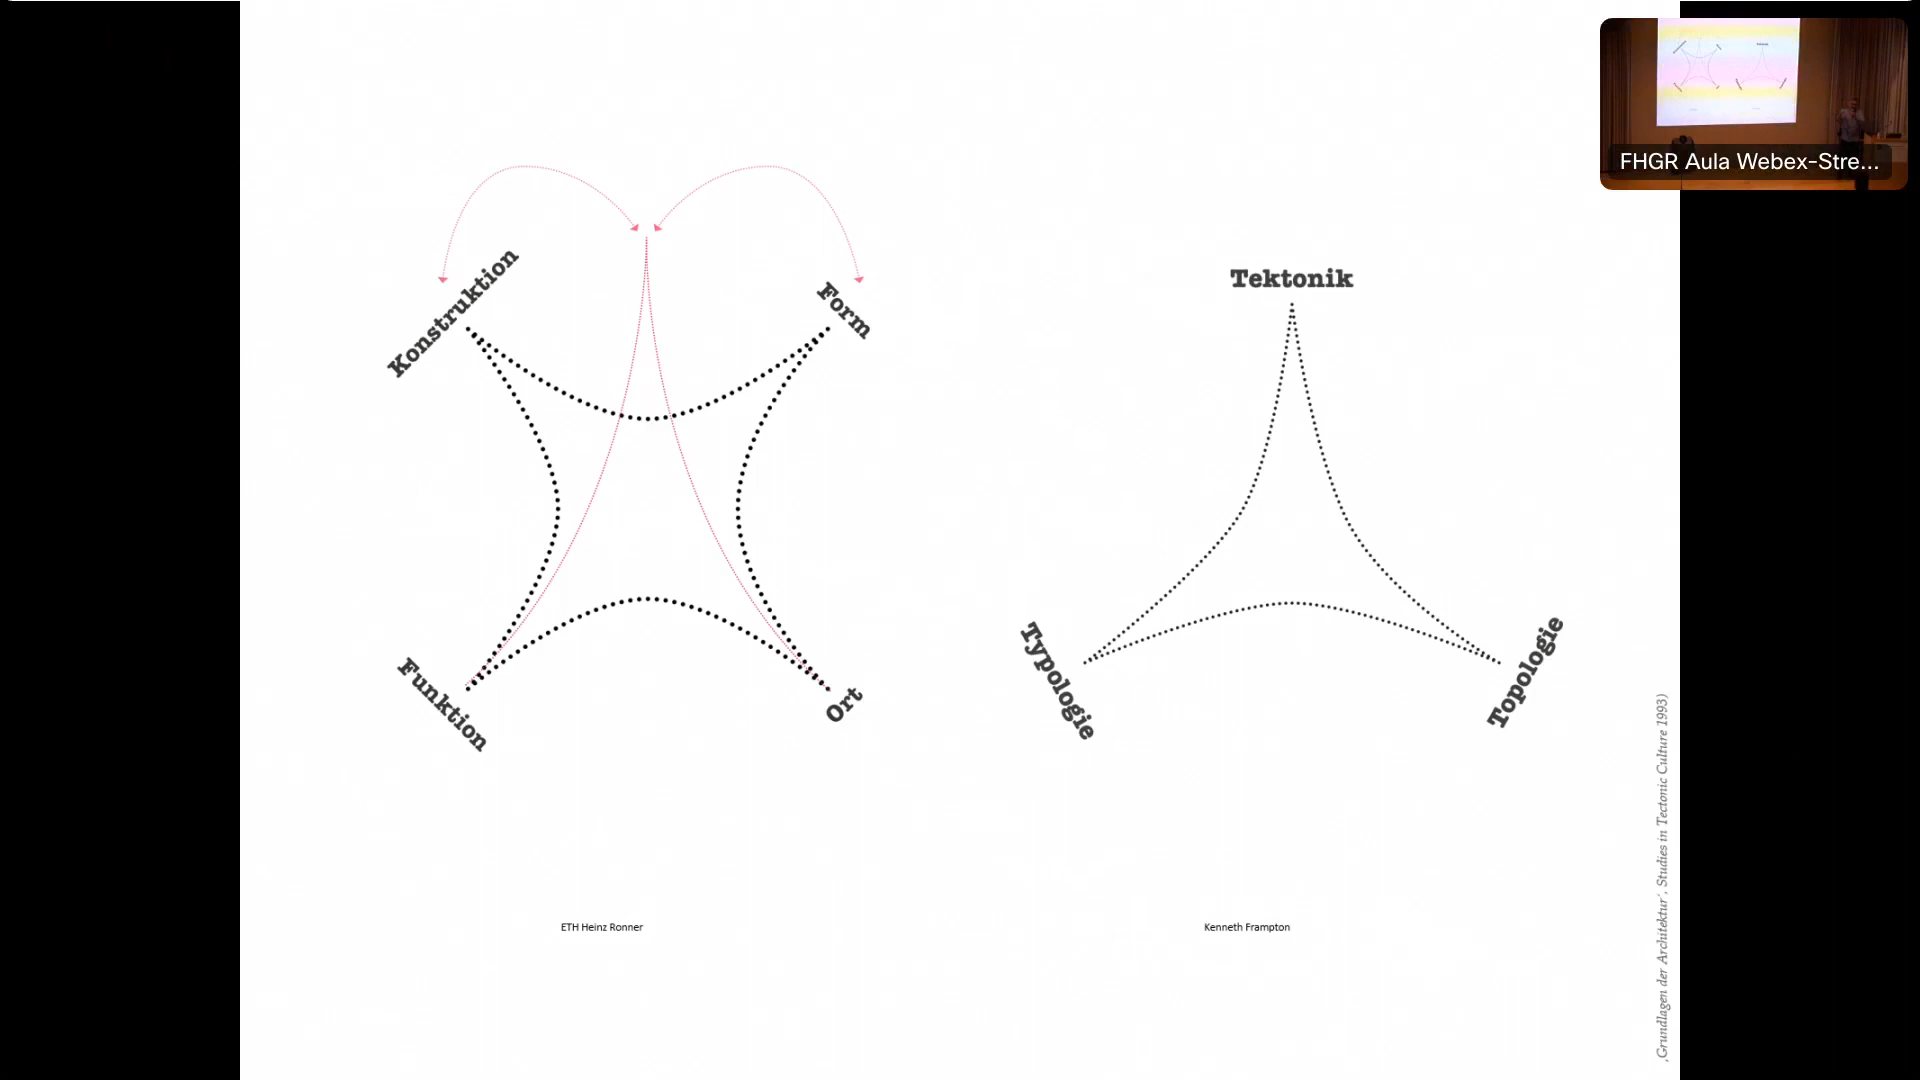 FHGR Aula Webex-Stre...
Konstruktion
Form
Tektonik
Funktion
Ort
Typologie
Topologie
ETH Heinz Ronner
Kenneth Frampton
‚Grundlagen der Architektur‘, Studies in Tectonic Culture 1993)